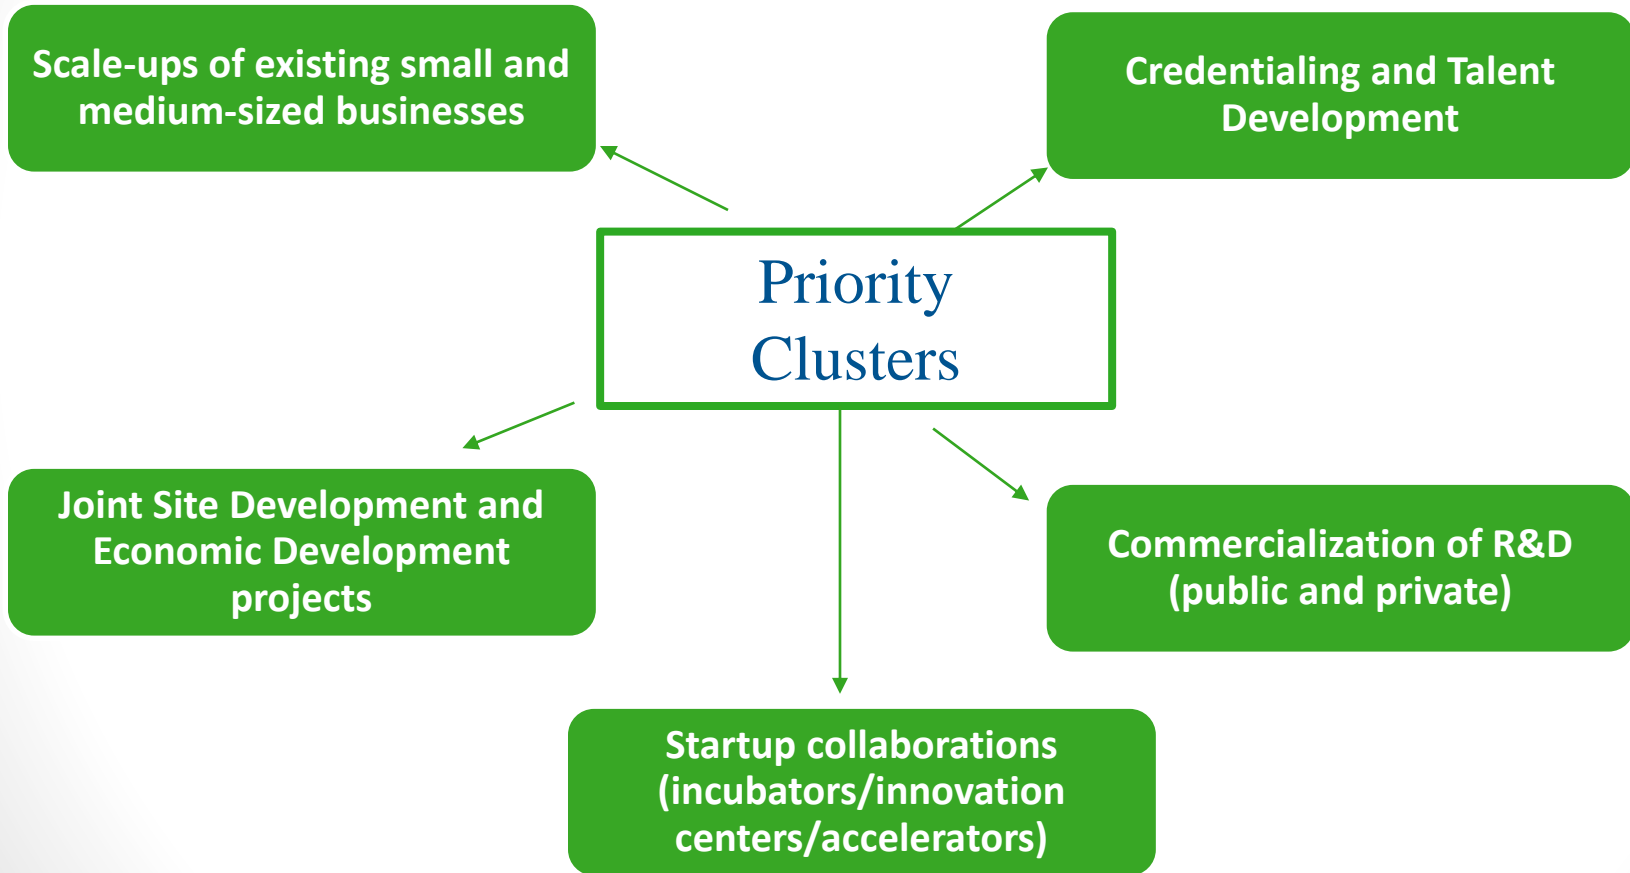 Scale-ups of existing small and
medium-sized businesses
Credentialing and Talent
Development
Priority
Clusters
Joint Site Development and
Economic Development
projects
Commercialization of R&D
(public and private)
Startup collaborations
(incubators/innovation
centers/accelerators)